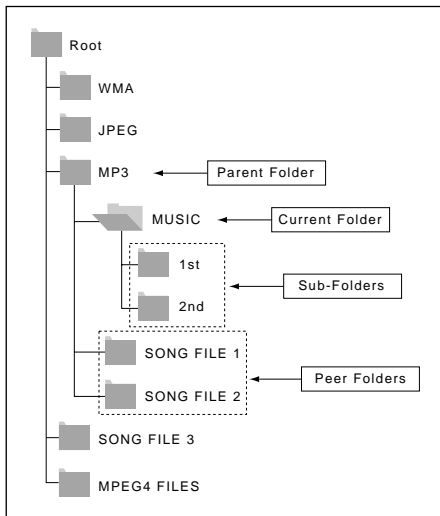 Root
WMA
JPEG
MP3
Parent Folder
MUSIC
Current Folder
1st
Sub-Folders
2nd
SONG FILE 1
Peer Folders
SONG FILE 2
SONG FILE 3
MPEG4 FILES